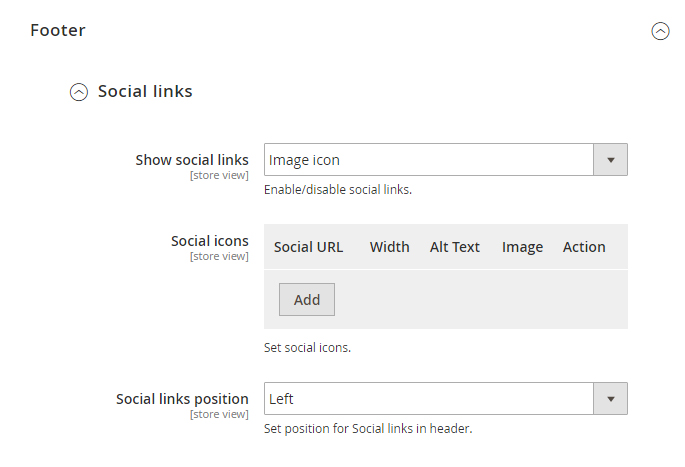 Footer
Social links
Show social links
Image icon
[store view]
Enable/disable social links.
Social icons
[store view]
Social URL Width Alt Text Image Action
Add
Set social icons.
Social links position
Left
[store view]
Set position for Social links in header.